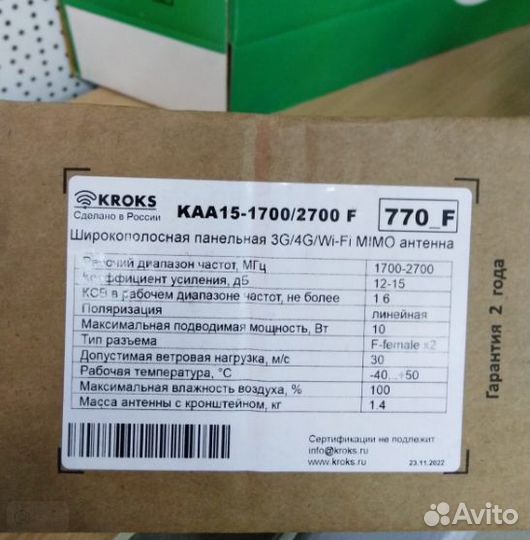 KROKS
Сделано в России
KAA15-1700/2700 F
770_F
Широкополосная панельная 3G/4G/Wi-Fi MIMO антенна
Рабочий диапазон частот, МГц 1700-2700
Коэффициент усиления, дБ 12-15
КСВ в рабочем диапазоне частот, не более 1 6
Поляризация линейная
Максимальная подводимая мощность, Вт 10
Тип разъема F-female x2
Допустимая ветровая нагрузка, м/с 30
Рабочая температура, °C -40...+50
Максимальная влажность воздуха, % 100
Масса антенны с кронштейном, кг 1.4
Сертификации не подлежит
info@kroks.ru
www.kroks.ru 23.11.2022
Гарантия 2 года
Avito